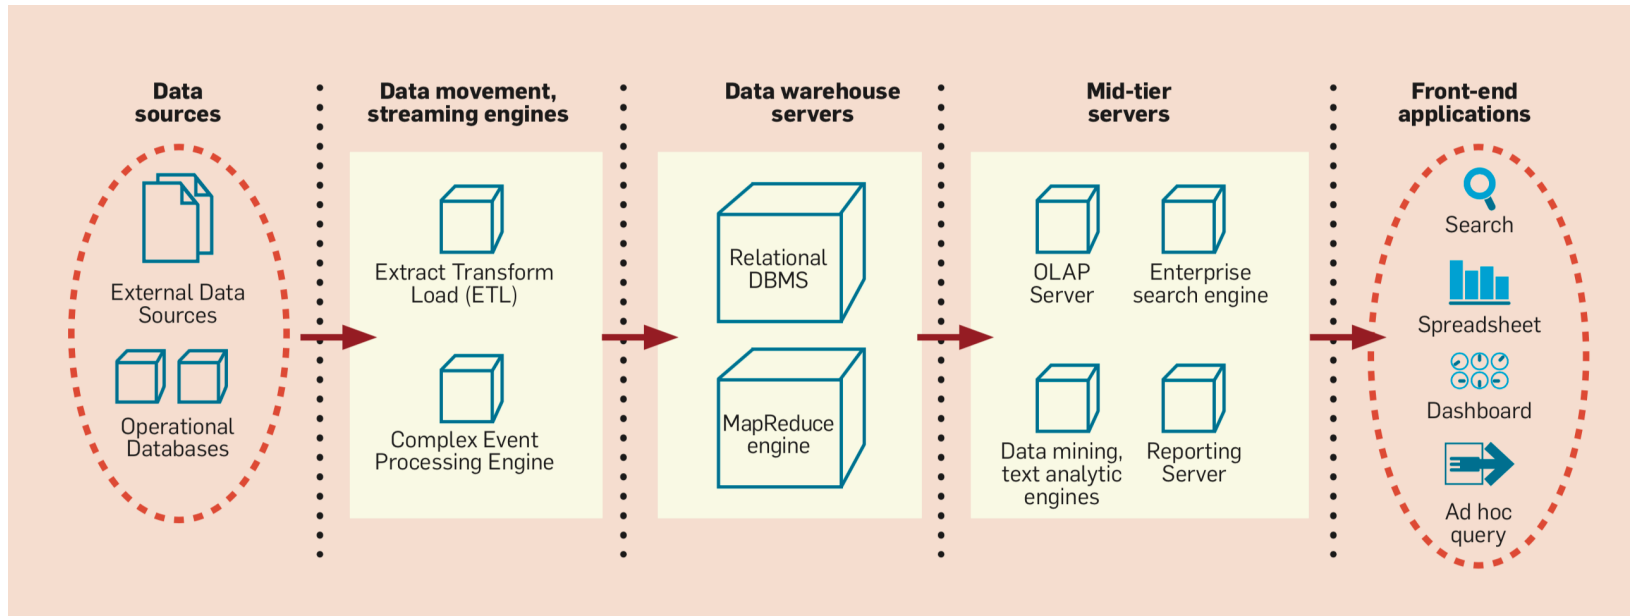 Data
sources
External Data
Sources
Operational
Databases
Data movement,
streaming engines
Extract Transform
Load (ETL)
Complex Event
Processing Engine
Data warehouse
servers
Relational
DBMS
MapReduce
engine
Mid-tier
servers
OLAP
Server
Enterprise
search engine
Data mining,
text analytic
engines
Reporting
Server
Front-end
applications
Search
Spreadsheet
Dashboard
Ad hoc
query